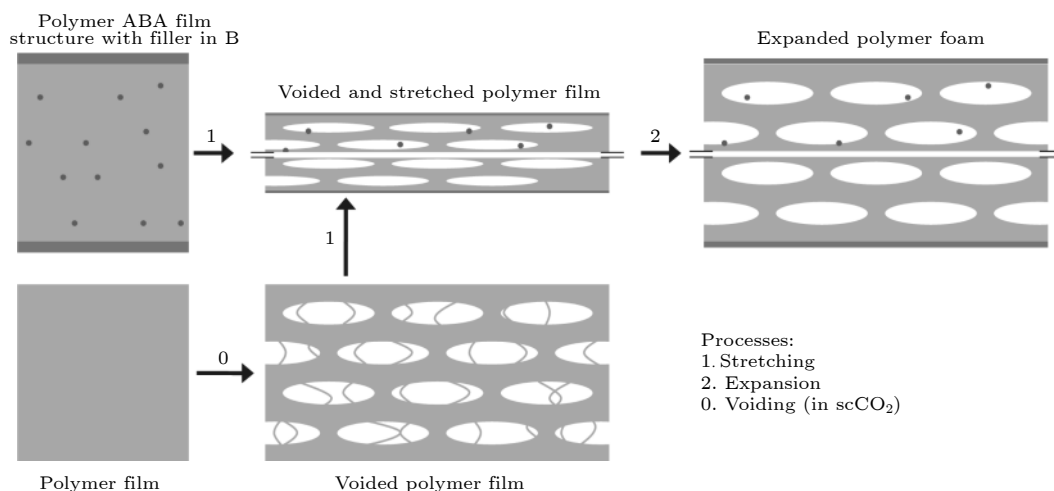 Polymer ABA film
structure with filler in B
Expanded polymer foam
Voided and stretched polymer film
1
2
1
0
Processes:
1. Stretching
2. Expansion
0. Voiding (in scCO₂)
Polymer film
Voided polymer film